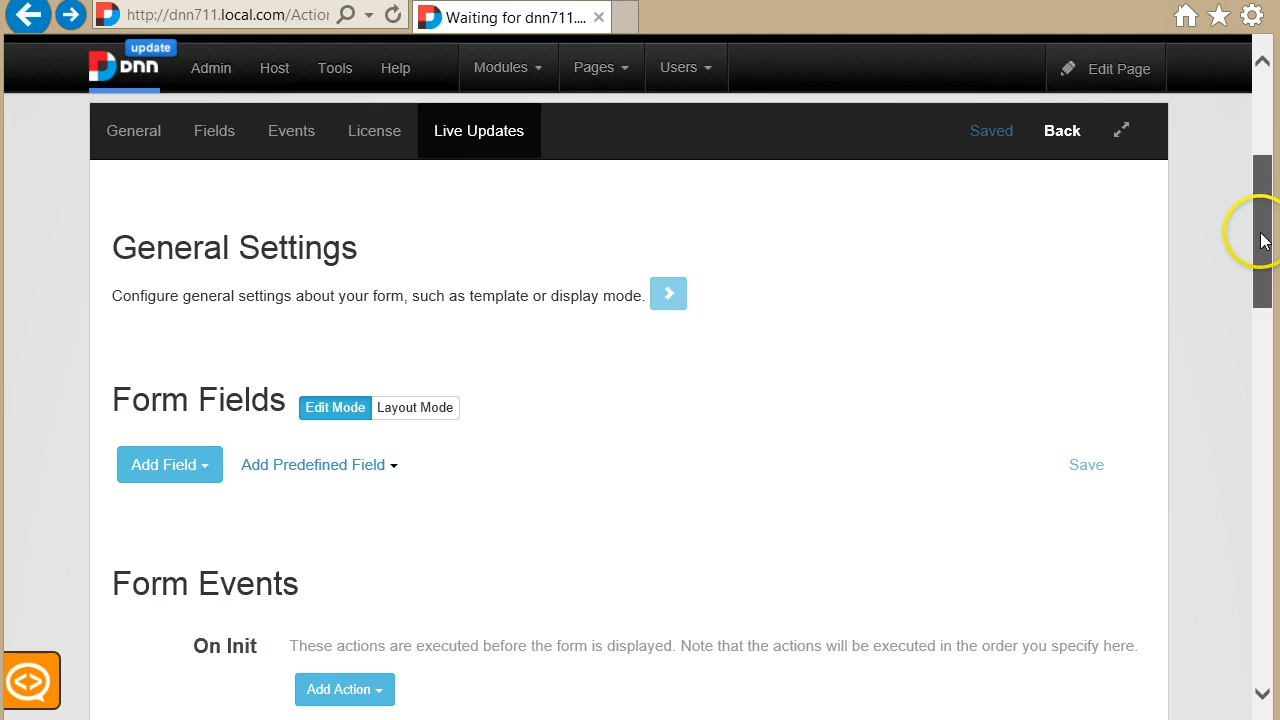 http://dnn711.local.com/Action
Waiting for dnn711....
update
DNN
Admin
Host
Tools
Help
Modules
Pages
Users
Edit Page
General
Fields
Events
License
Live Updates
Saved
Back
General Settings
Configure general settings about your form, such as template or display mode.
Form Fields
Edit Mode
Layout Mode
Add Field
Add Predefined Field
Save
Form Events
On Init
These actions are executed before the form is displayed. Note that the actions will be executed in the order you specify here.
Add Action